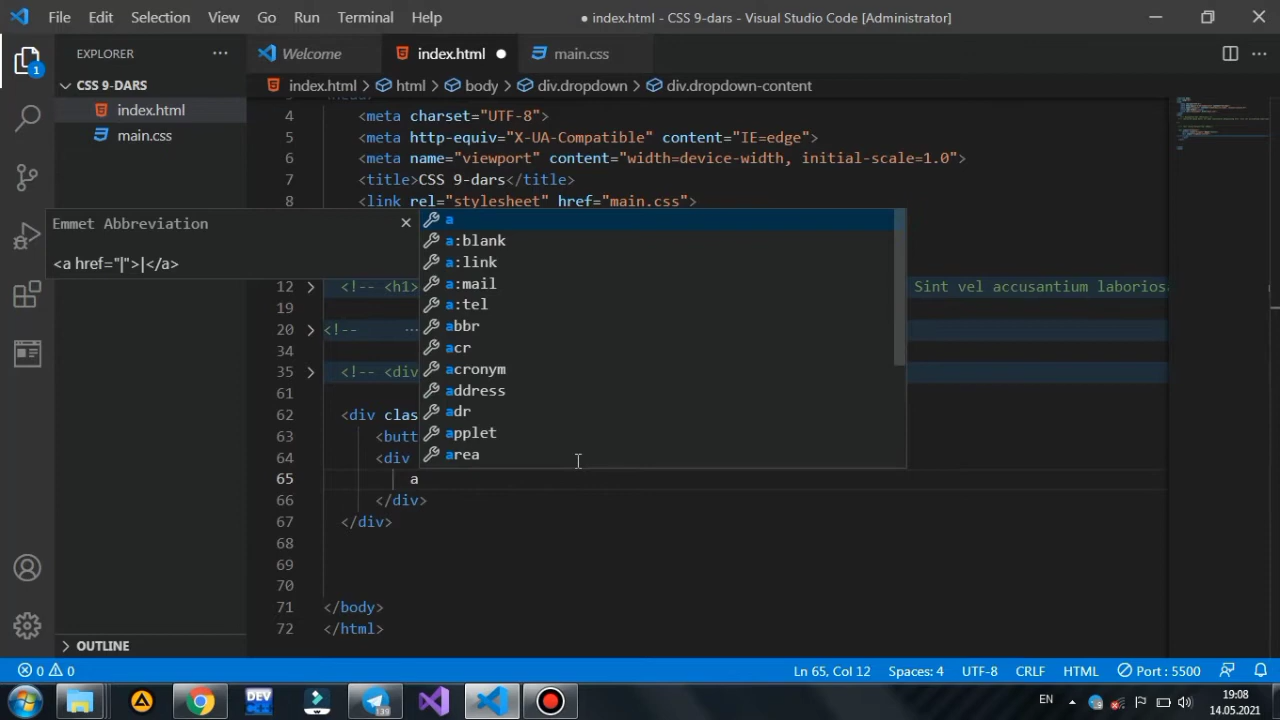 File Edit Selection View Go Run Terminal Help ● index.html - CSS 9-dars - Visual Studio Code [Administrator]
EXPLORER ··· Welcome index.html ● main.css ···
CSS 9-DARS index.html > html > body > div.dropdown > div.dropdown-content
1
index.html
main.css
4 <meta charset="UTF-8">
5 <meta http-equiv="X-UA-Compatible" content="IE=edge">
6 <meta name="viewport" content="width=device-width, initial-scale=1.0">
7 <title>CSS 9-dars</title>
8 <link rel="stylesheet" href="main.css">
Emmet Abbreviation ×
<a href="|">|</a>
a
a:blank
a:link
a:mail
a:tel
abbr
acr
acronym
address
adr
applet
area
12 > <!-- <h1> Sint vel accusantium laborios
19
20 > <!-- ···
34
35 > <!-- <div
61
62 <div clas
63 <butt
64 <div
65 a
66 </div>
67 </div>
68
69
70
71 </body>
72 </html>
OUTLINE
0 0 Ln 65, Col 12 Spaces: 4 UTF-8 CRLF HTML Port : 5500
DEV 139 EN 19:08
14.05.2021